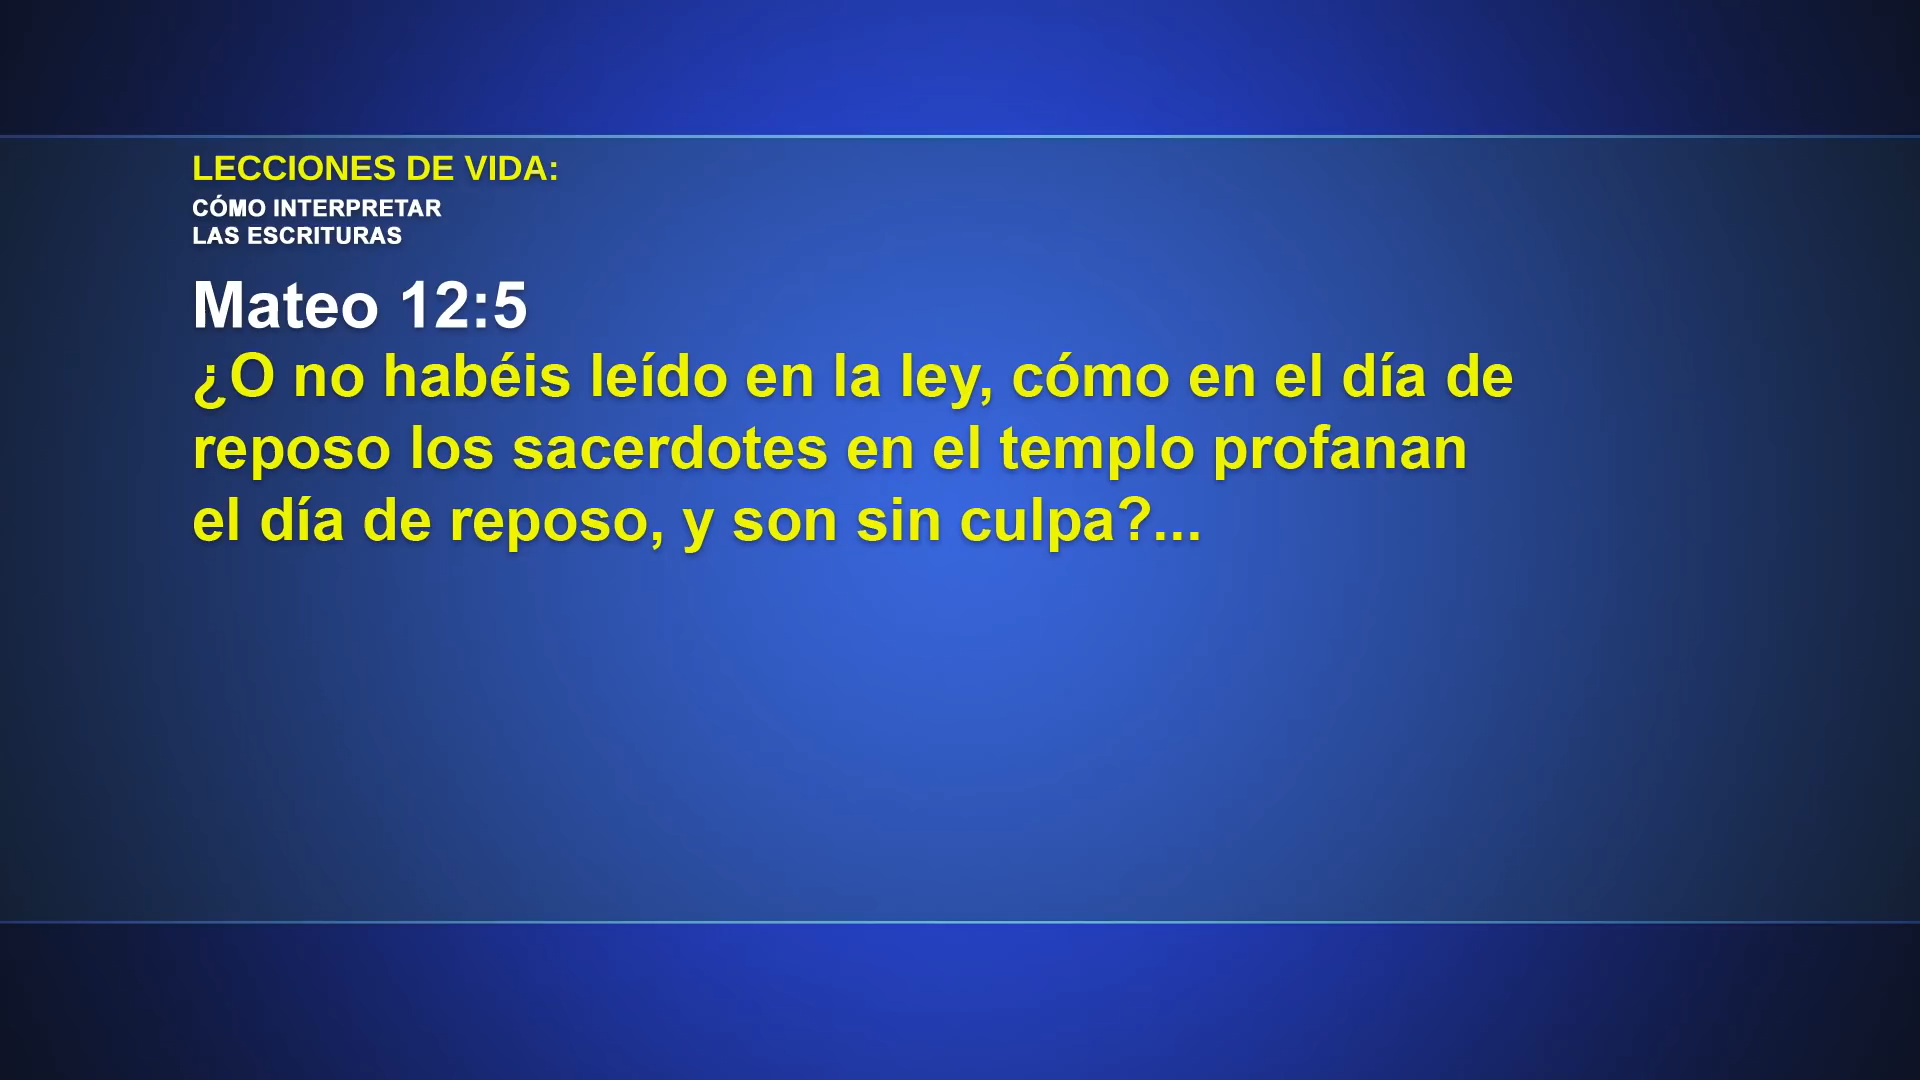 LECCIONES DE VIDA:
CÓMO INTERPRETAR
LAS ESCRITURAS
Mateo 12:5
¿O no habéis leído en la ley, cómo en el día de
reposo los sacerdotes en el templo profanan
el día de reposo, y son sin culpa?...